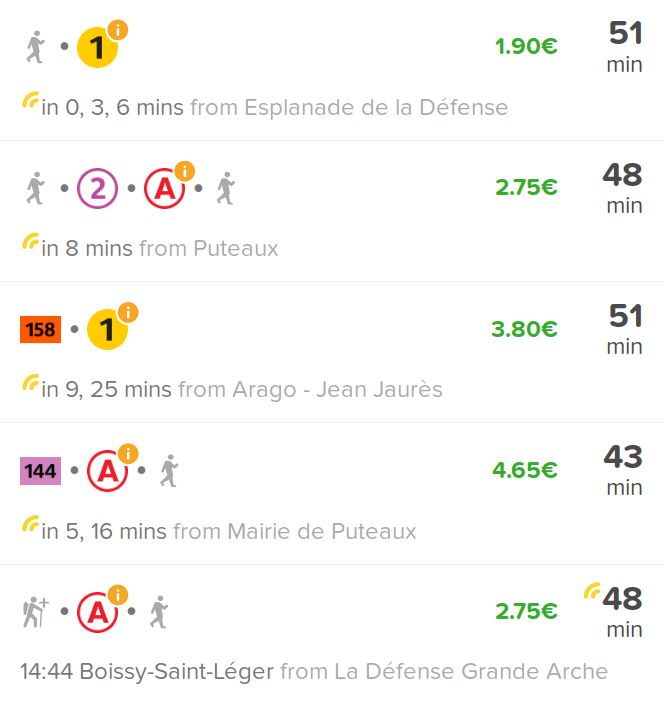 1 i 1.90€ 51
min
in 0, 3, 6 mins from Esplanade de la Défense
2 A i 2.75€ 48
min
in 8 mins from Puteaux
158 1 i 3.80€ 51
min
in 9, 25 mins from Arago - Jean Jaurès
144 A i 4.65€ 43
min
in 5, 16 mins from Mairie de Puteaux
A i 2.75€ 48
min
14:44 Boissy-Saint-Léger from La Défense Grande Arche